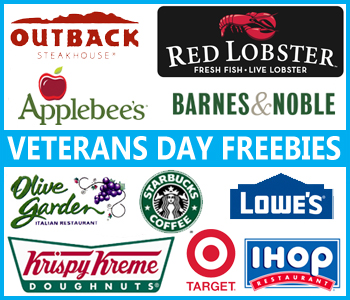 OUTBACK
STEAKHOUSE®
RED LOBSTER
FRESH FISH • LIVE LOBSTER
Applebee's
BARNES&NOBLE
VETERANS DAY FREEBIES
Olive
Garden
ITALIAN RESTAURANT
STARBUCKS
COFFEE
LOWE'S
Krispy Kreme
DOUGHNUTS®
TARGET
IHOP
RESTAURANT